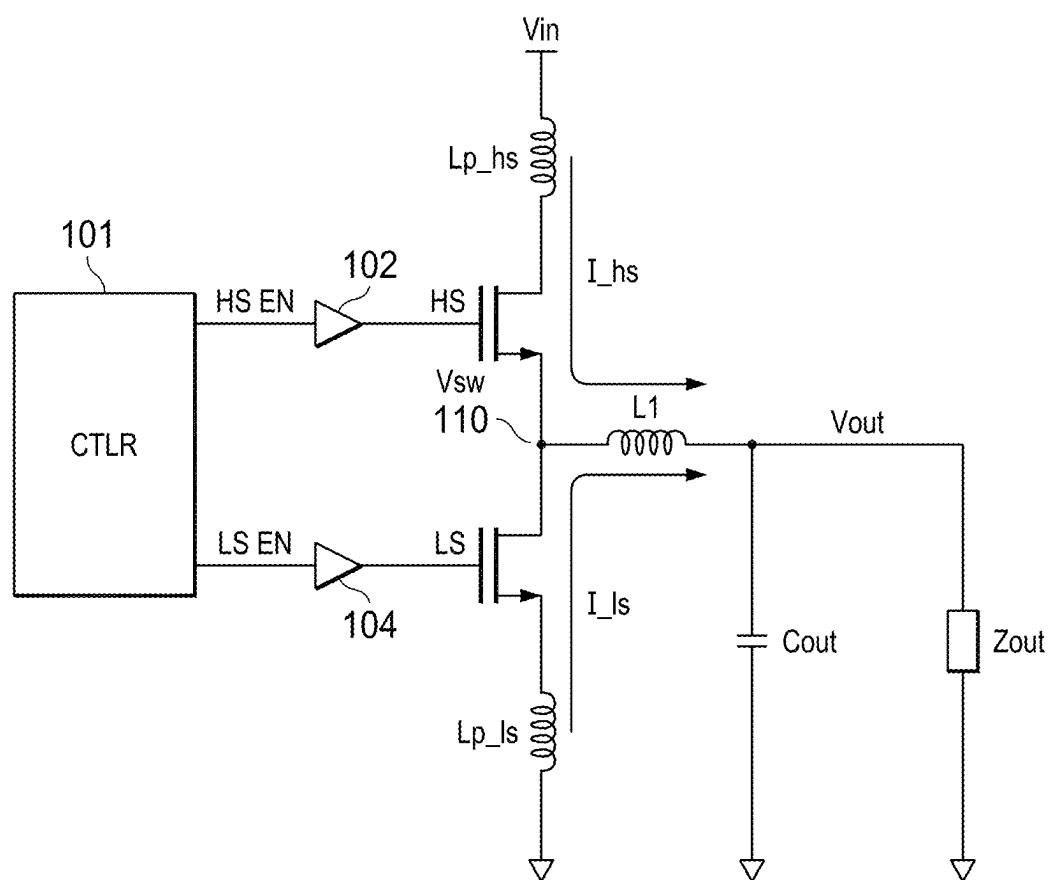 Vin
Lp_hs
101
102
I_hs
HS EN
HS
Vsw
110
L1
Vout
CTLR
LS EN
LS
104
I_ls
Cout
Zout
Lp_ls